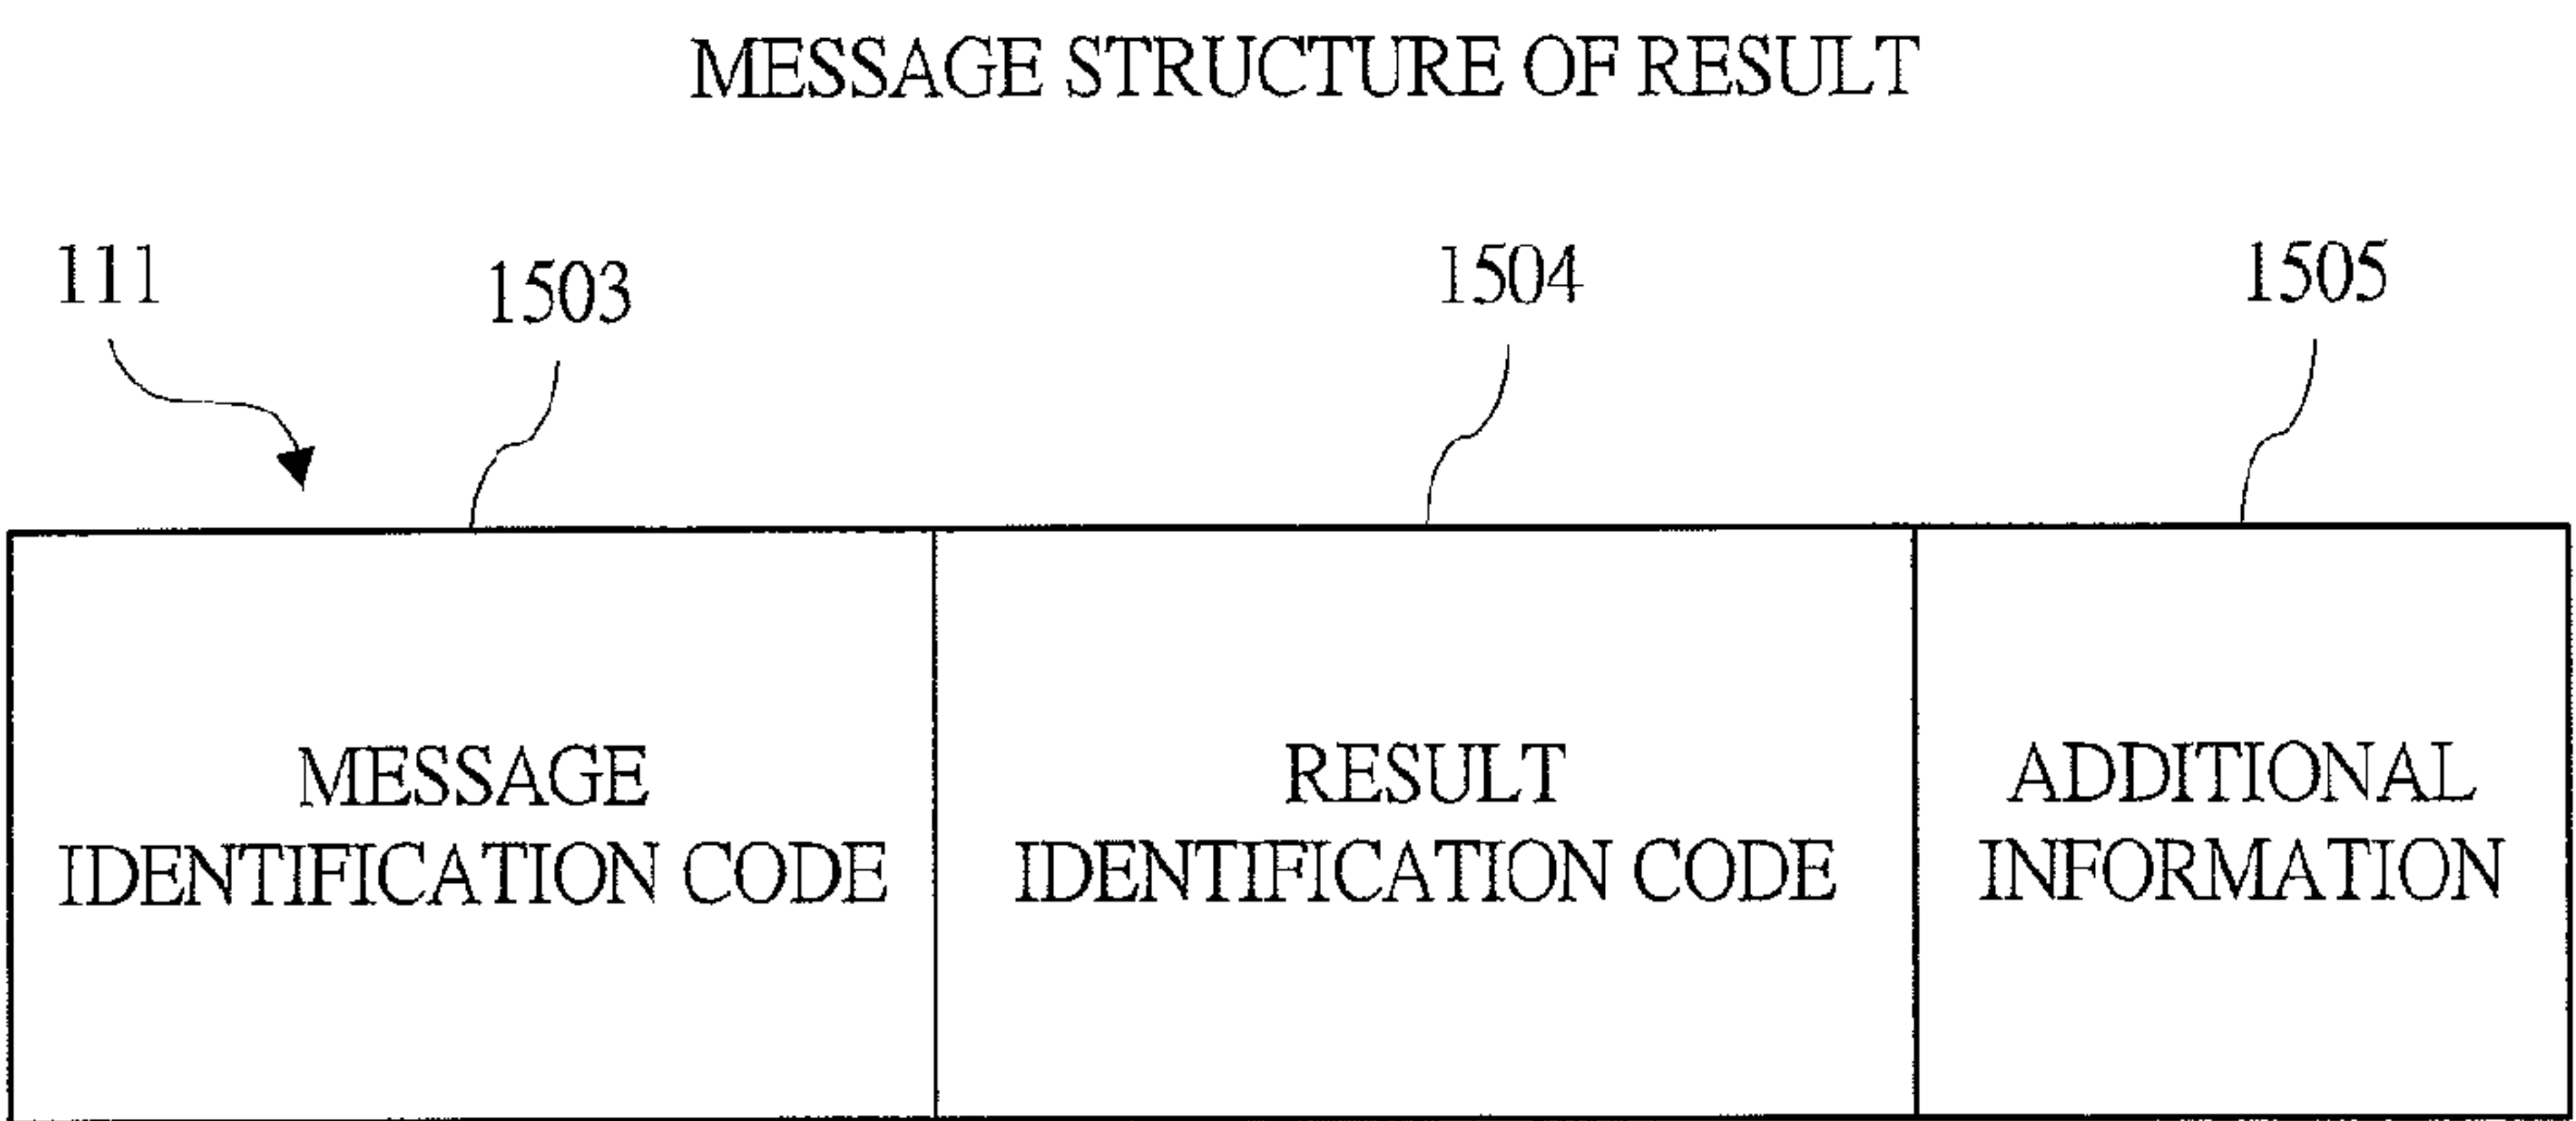 MESSAGE STRUCTURE OF RESULT
111
1503
1504
1505
MESSAGE
IDENTIFICATION CODE
RESULT
IDENTIFICATION CODE
ADDITIONAL
INFORMATION